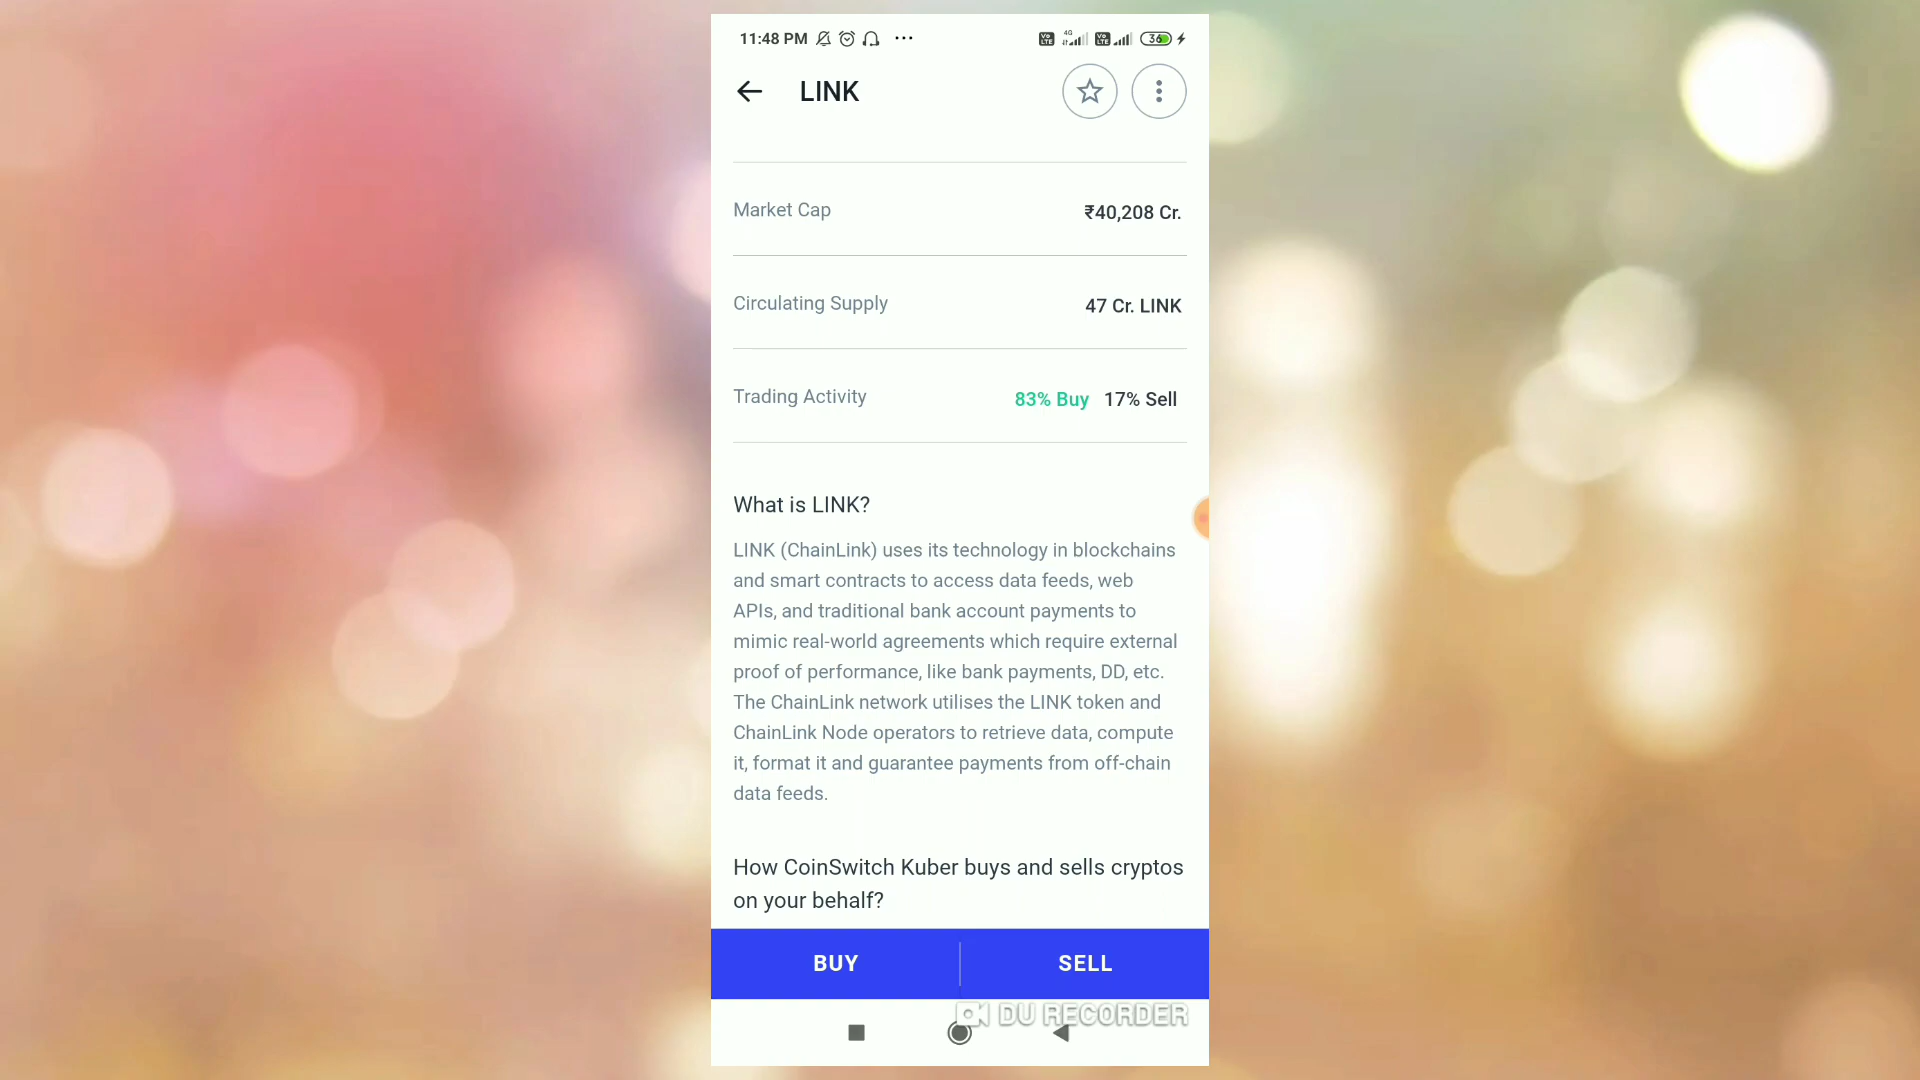 11:48 PM
4G
36
LINK
Market Cap
₹40,208 Cr.
Circulating Supply
47 Cr. LINK
Trading Activity
83% Buy 17% Sell
What is LINK?
LINK (ChainLink) uses its technology in blockchains
and smart contracts to access data feeds, web
APIs, and traditional bank account payments to
mimic real-world agreements which require external
proof of performance, like bank payments, DD, etc.
The ChainLink network utilises the LINK token and
ChainLink Node operators to retrieve data, compute
it, format it and guarantee payments from off-chain
data feeds.
How CoinSwitch Kuber buys and sells cryptos
on your behalf?
BUY
SELL
DU RECORDER